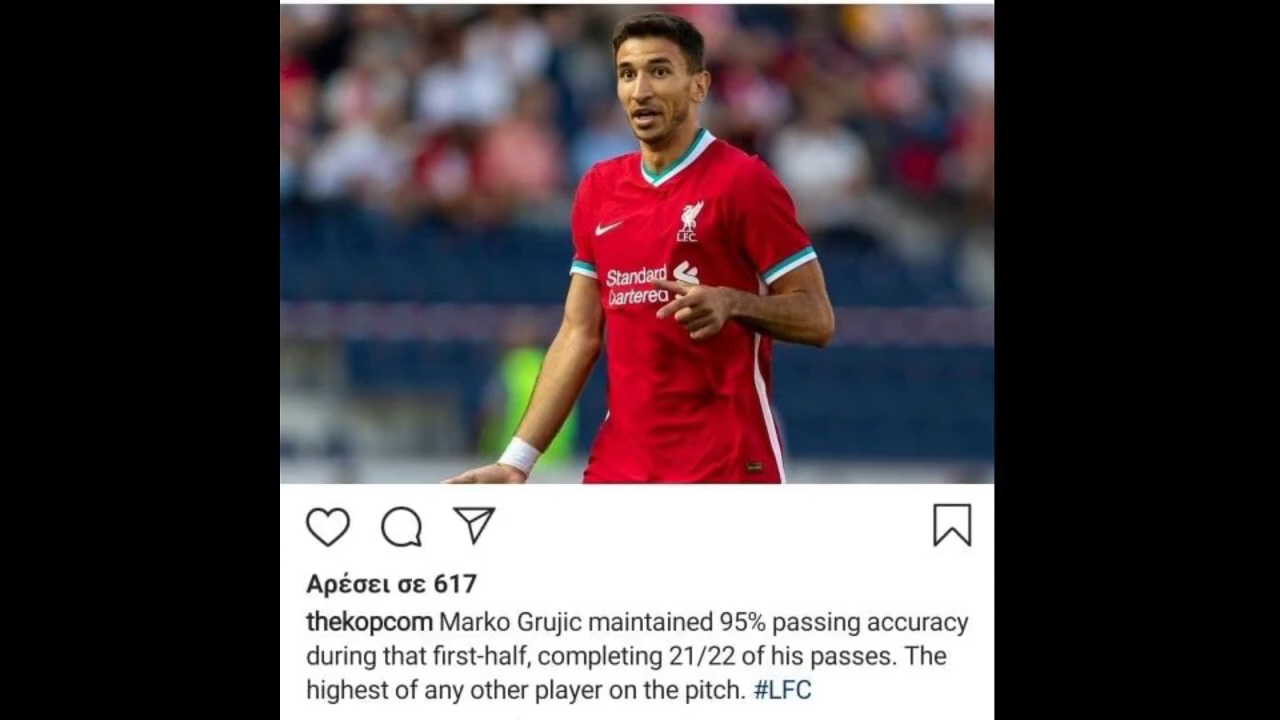 L.F.C.
Standard
Chartered
Αρέσει σε 617
thekopcom Marko Grujic maintained 95% passing accuracy
during that first-half, completing 21/22 of his passes. The
highest of any other player on the pitch. #LFC